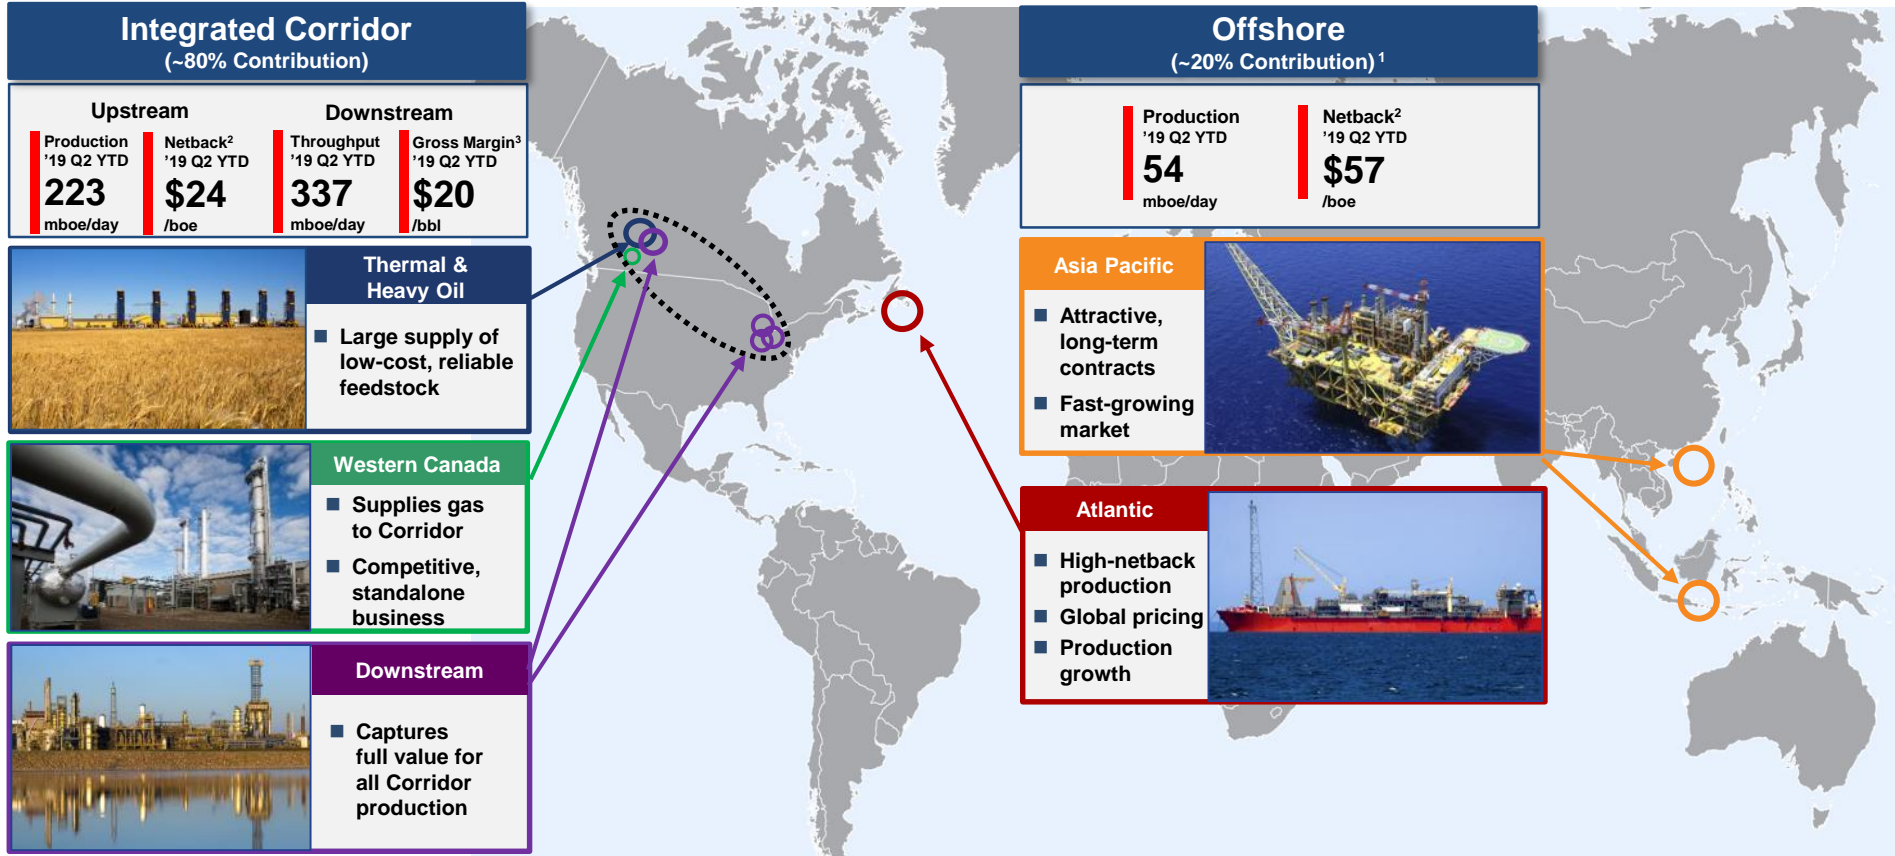 Integrated Corridor
(~80% Contribution)
Upstream
Downstream
Production
'19 Q2 YTD
223
mboe/day
Netback2
'19 Q2 YTD
$24
/boe
Throughput
'19 Q2 YTD
337
mboe/day
Gross Margin3
'19 Q2 YTD
$20
/bbl
Thermal &
Heavy Oil
■ Large supply of
low-cost, reliable
feedstock
Western Canada
■ Supplies gas
to Corridor
■ Competitive,
standalone
business
Downstream
■ Captures
full value for
all Corridor
production
Offshore
(~20% Contribution) 1
Production
'19 Q2 YTD
54
mboe/day
Netback2
'19 Q2 YTD
$57
/boe
Asia Pacific
■ Attractive,
long-term
contracts
■ Fast-growing
market
Atlantic
■ High-netback
production
■ Global pricing
■ Production
growth